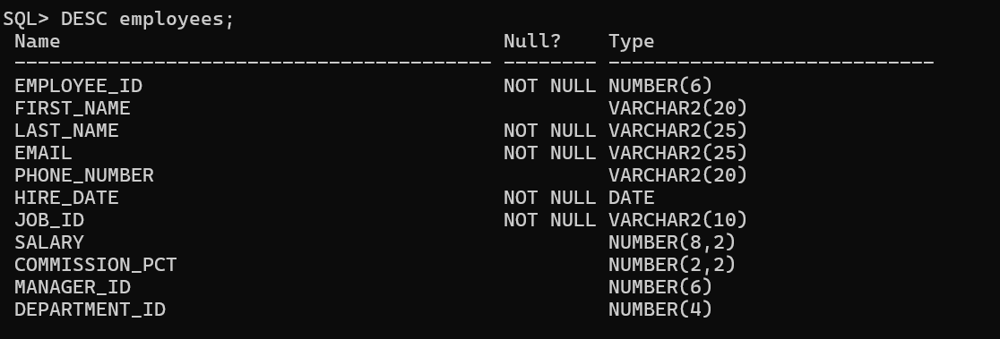 SQL> DESC employees;
 Name                                      Null?    Type
 ----------------------------------------- -------- ----------------------------
 EMPLOYEE_ID                               NOT NULL NUMBER(6)
 FIRST_NAME                                         VARCHAR2(20)
 LAST_NAME                                 NOT NULL VARCHAR2(25)
 EMAIL                                     NOT NULL VARCHAR2(25)
 PHONE_NUMBER                                       VARCHAR2(20)
 HIRE_DATE                                 NOT NULL DATE
 JOB_ID                                    NOT NULL VARCHAR2(10)
 SALARY                                             NUMBER(8,2)
 COMMISSION_PCT                                     NUMBER(2,2)
 MANAGER_ID                                         NUMBER(6)
 DEPARTMENT_ID                                      NUMBER(4)